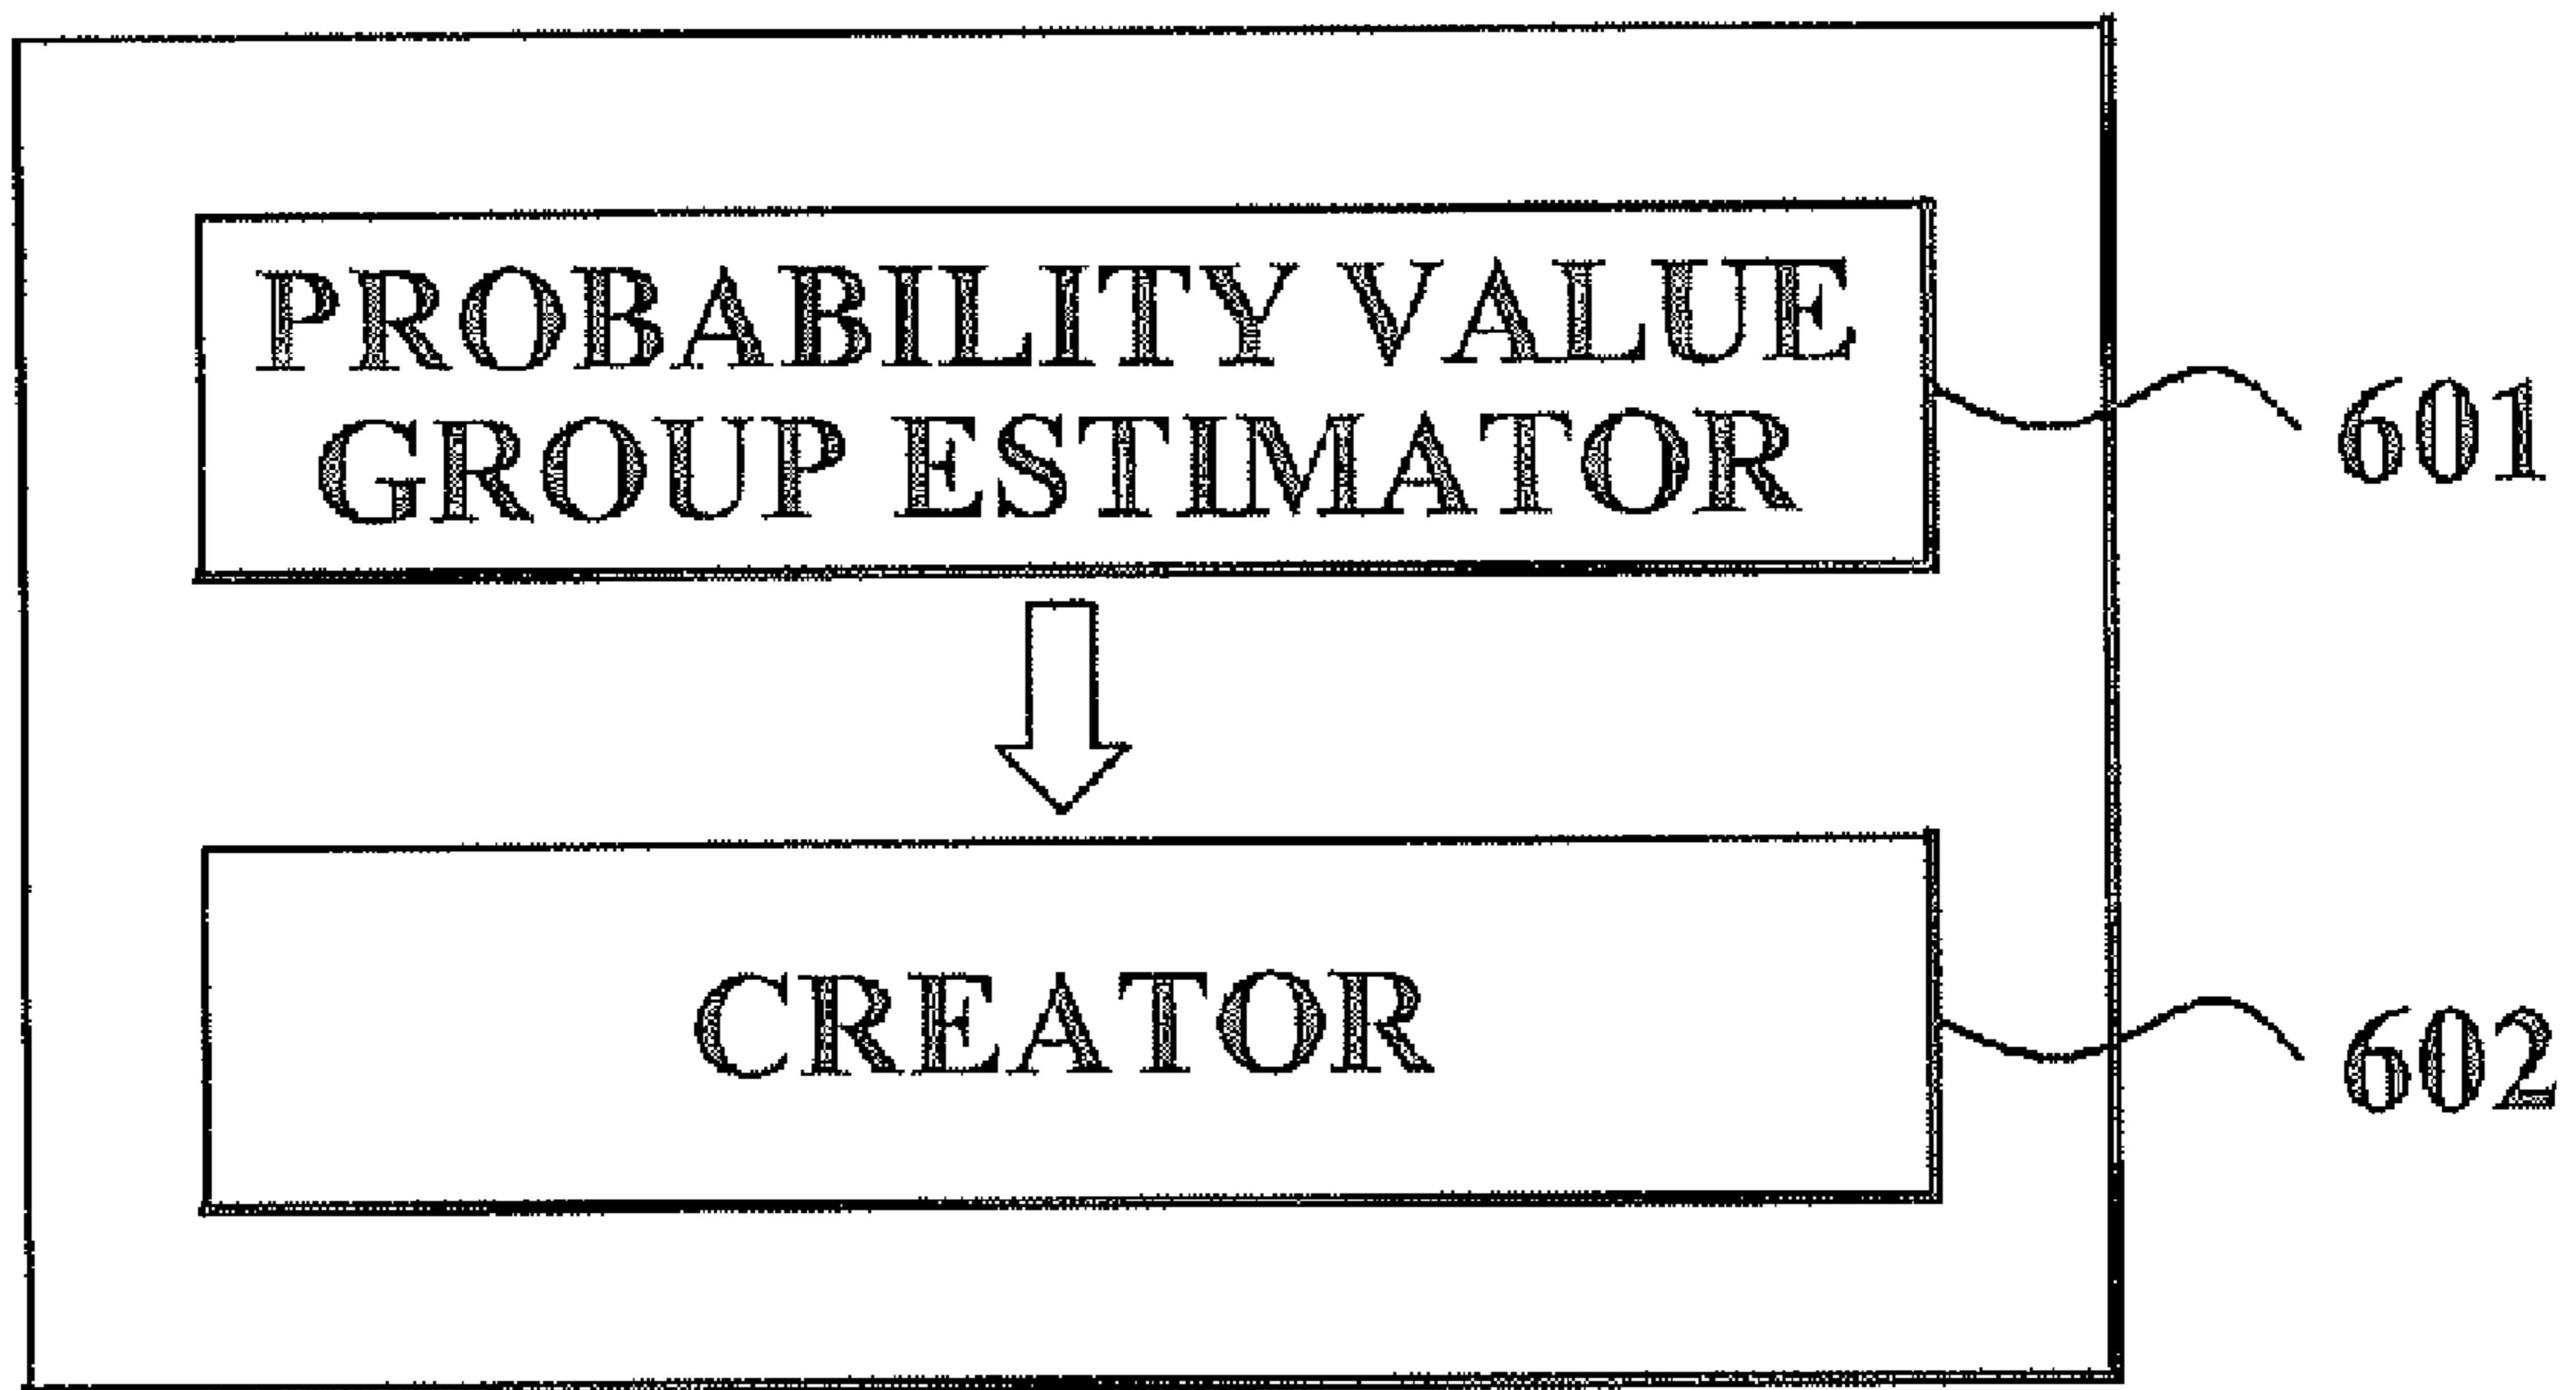 PROBABILITY VALUE
GROUP ESTIMATOR
601
CREATOR
602